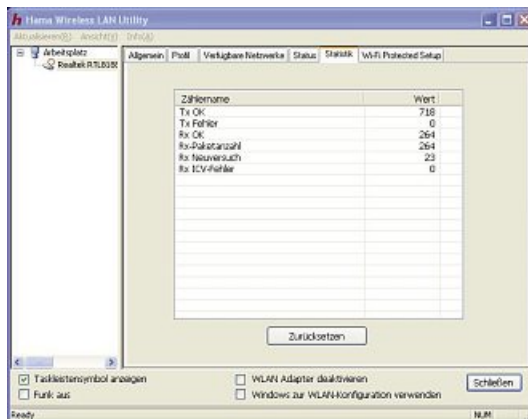 Hama Wireless LAN Utility
Aktualisieren(R) Ansicht(V) Info(A)
Arbeitsplatz
Realtek RTL8188
Allgemein Profil Verfügbare Netzwerke Status Statistik Wi-Fi Protected Setup
Zählername Wert
Tx OK 718
Tx Fehler 0
Rx OK 264
Rx-Paketanzahl 264
Rx Neuversuch 23
Rx ICV-Fehler 0
Zurücksetzen
Taskleistensymbol anzeigen
Funk aus
WLAN Adapter deaktivieren
Windows zur WLAN-Konfiguration verwenden
Schließen
Ready NUM